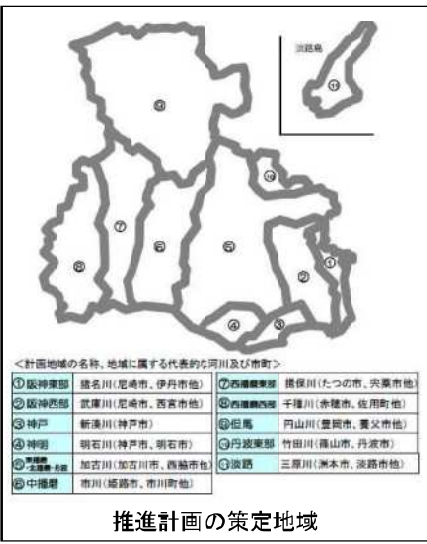 淡路島
⑪
⑨
⑩
⑦
⑥
⑤
⑧
②
①
④
③
<計画地域の名称、地域に属する代表的な河川及び市町>
①阪神東部 猪名川(尼崎市、伊丹市他)
②阪神西部 武庫川(尼崎市、西宮市他)
③神戸 新湊川(神戸市)
④神明 明石川(神戸市、明石市)
⑤東播磨・北播磨・丹波 加古川(加古川市、西脇市他)
⑥中播磨 市川(姫路市、市川町他)
⑦西播磨東部 揖保川(たつの市、宍粟市他)
⑧西播磨西部 千種川(赤穂市、佐用町他)
⑨但馬 円山川(豊岡市、養父市他)
⑩丹波東部 竹田川(篠山市、丹波市)
⑪淡路 三原川(洲本市、淡路市他)
推進計画の策定地域